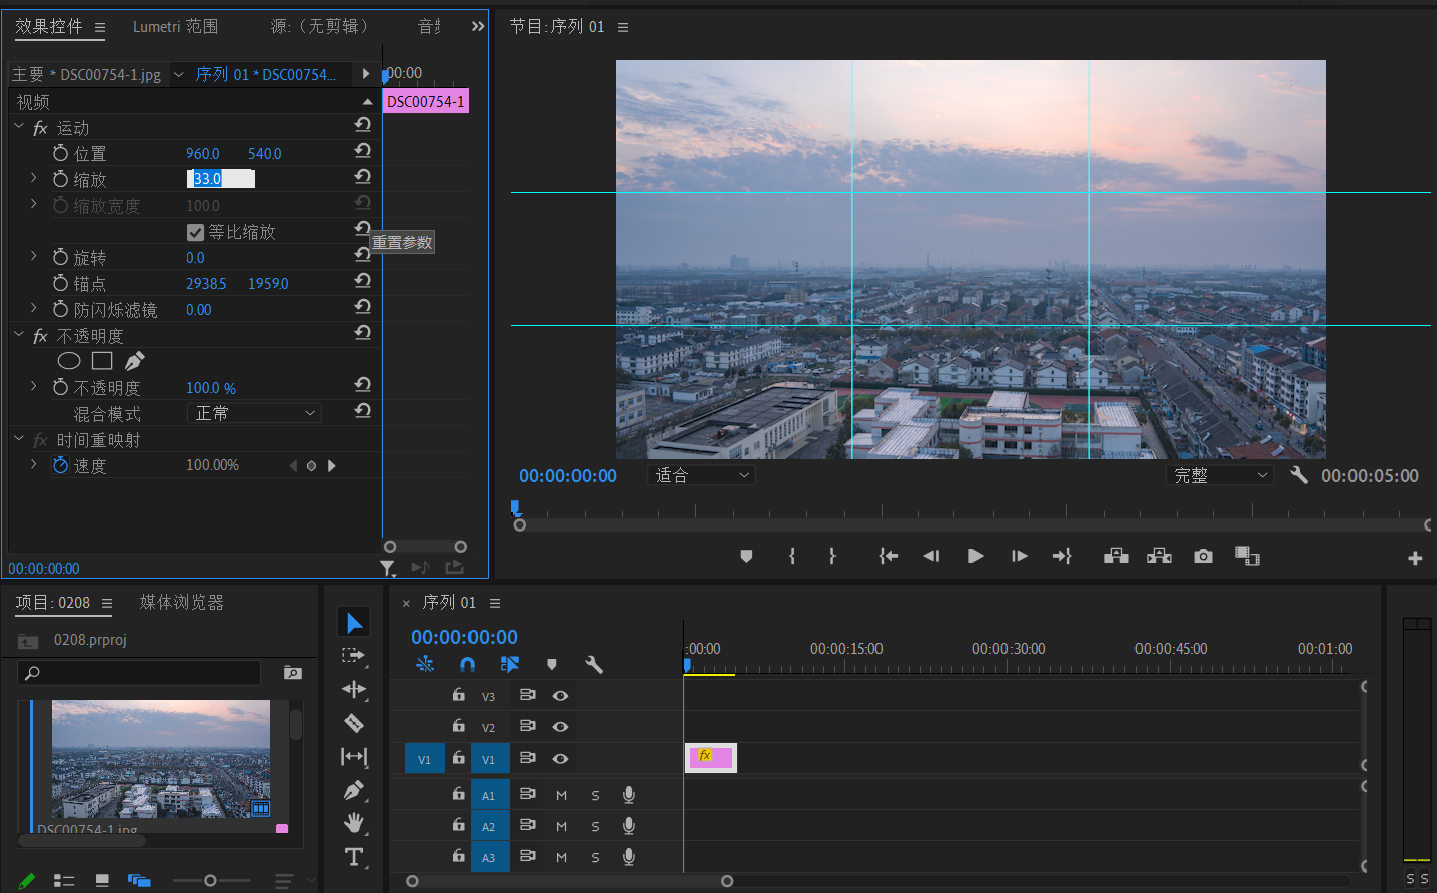 效果控件
Lumetri 范围
源:（无剪辑）
节目:序列 01
主要 * DSC00754-1.jpg
序列 01 * DSC00754...
:00:00
视频
DSC00754-1
fx 运动
位置 960.0 540.0
缩放 33.0
缩放宽度 100.0
等比缩放
重置参数
旋转 0.0
锚点 2938.5 1959.0
防闪烁滤镜 0.00
fx 不透明度
不透明度 100.0 %
混合模式 正常
fx 时间重映射
速度 100.00%
00:00:00:00
00:00:00:00
适合
完整
00:00:05:00
项目: 0208
媒体浏览器
0208.prproj
DSC00754-1.jpg
× 序列 01
00:00:00:00
:00:00
00:00:15:00
00:00:30:00
00:00:45:00
00:01:00
V3
V2
V1 V1
fx
A1 M S
A2 M S
A3 M S
T
S S